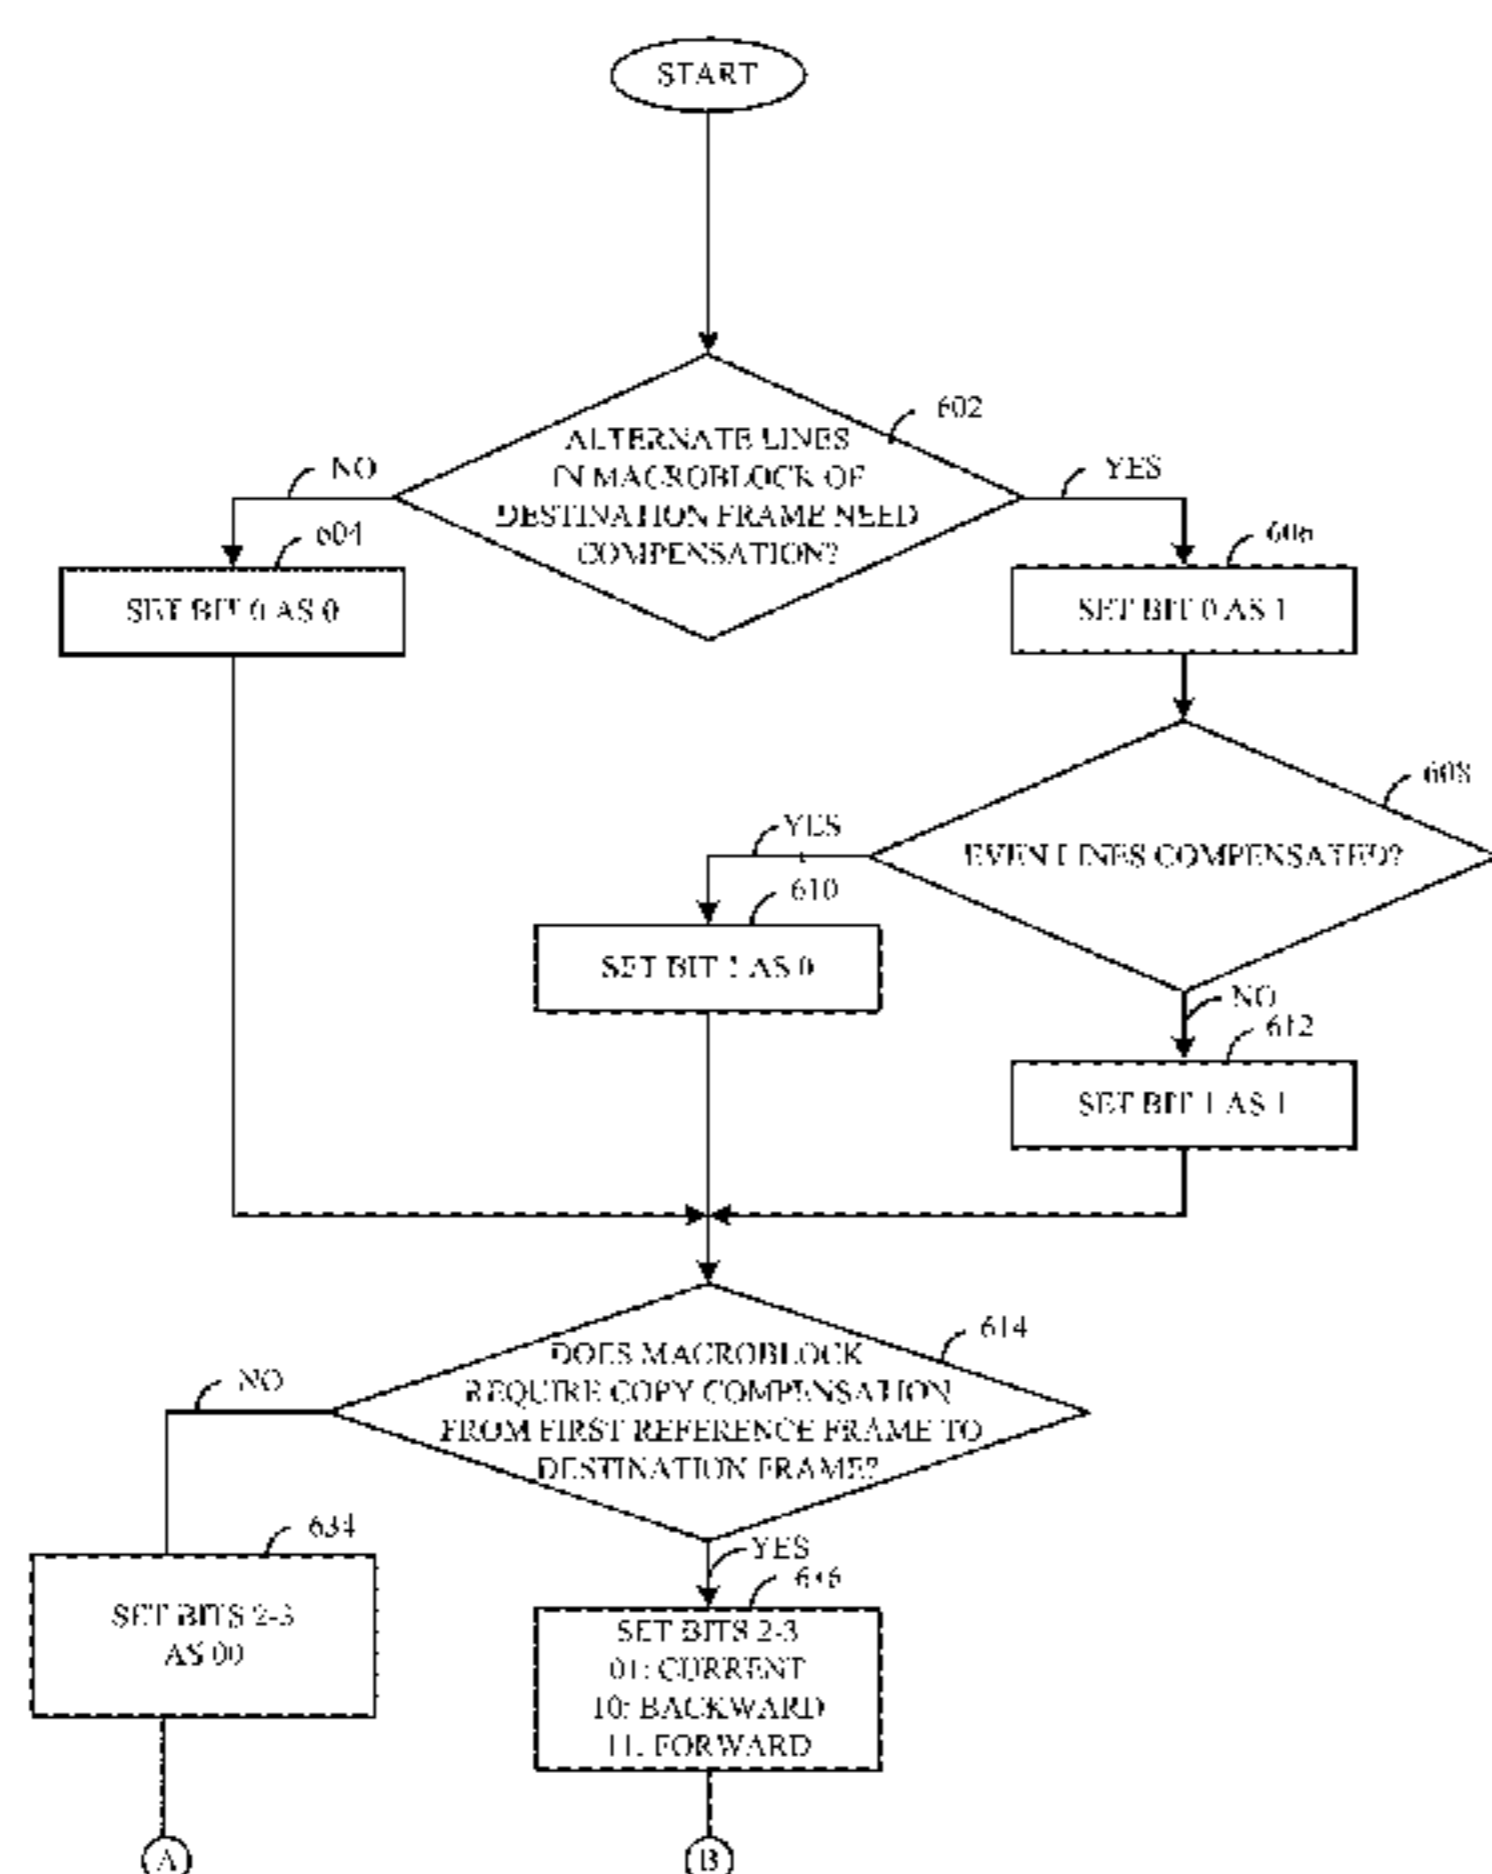 START
602
ALTERNATE LINES
IN MACROBLOCK OF
DESTINATION FRAME NEED
COMPENSATION?
NO
YES
604
606
SET BIT 0 AS 0
SET BIT 0 AS 1
608
EVEN LINES COMPENSATED?
YES
610
SET BIT AS 0
NO
612
SET BIT 1 AS 1
614
DOES MACROBLOCK
REQUIRE COPY COMPENSATION
FROM FIRST REFERENCE FRAME TO
DESTINATION FRAME?
NO
634
YES
SET BITS 2-3
AS 00
SET BITS 2-3
01: CURRENT
10: BACKWARD
11: FORWARD
A
B